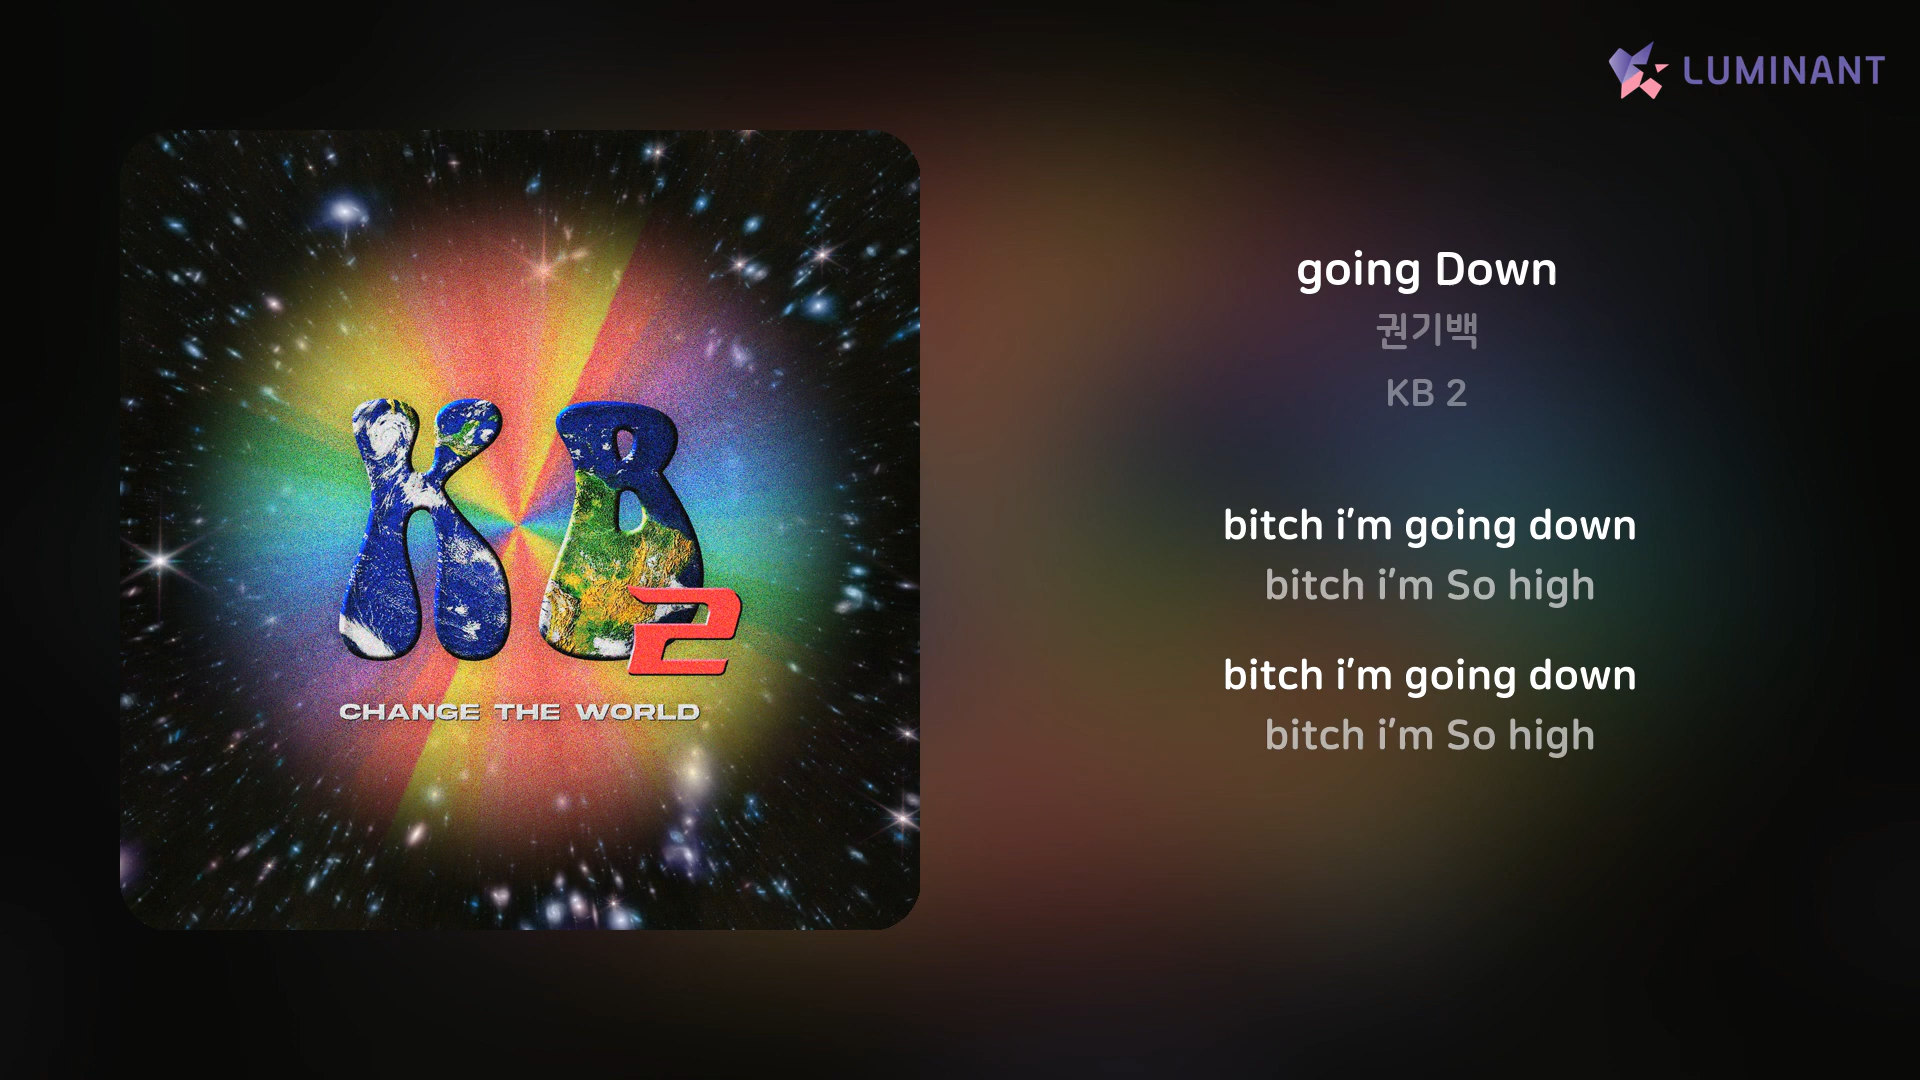 LUMINANT
KB
2
CHANGE THE WORLD
going Down
권기백
KB 2
bitch i'm going down
bitch i'm So high
bitch i'm going down
bitch i'm So high